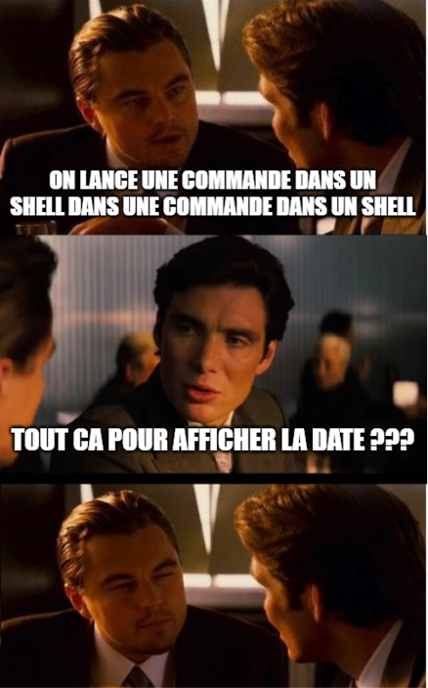 ON LANCE UNE COMMANDE DANS UN
SHELL DANS UNE COMMANDE DANS UN SHELL
TOUT CA POUR AFFICHER LA DATE ???